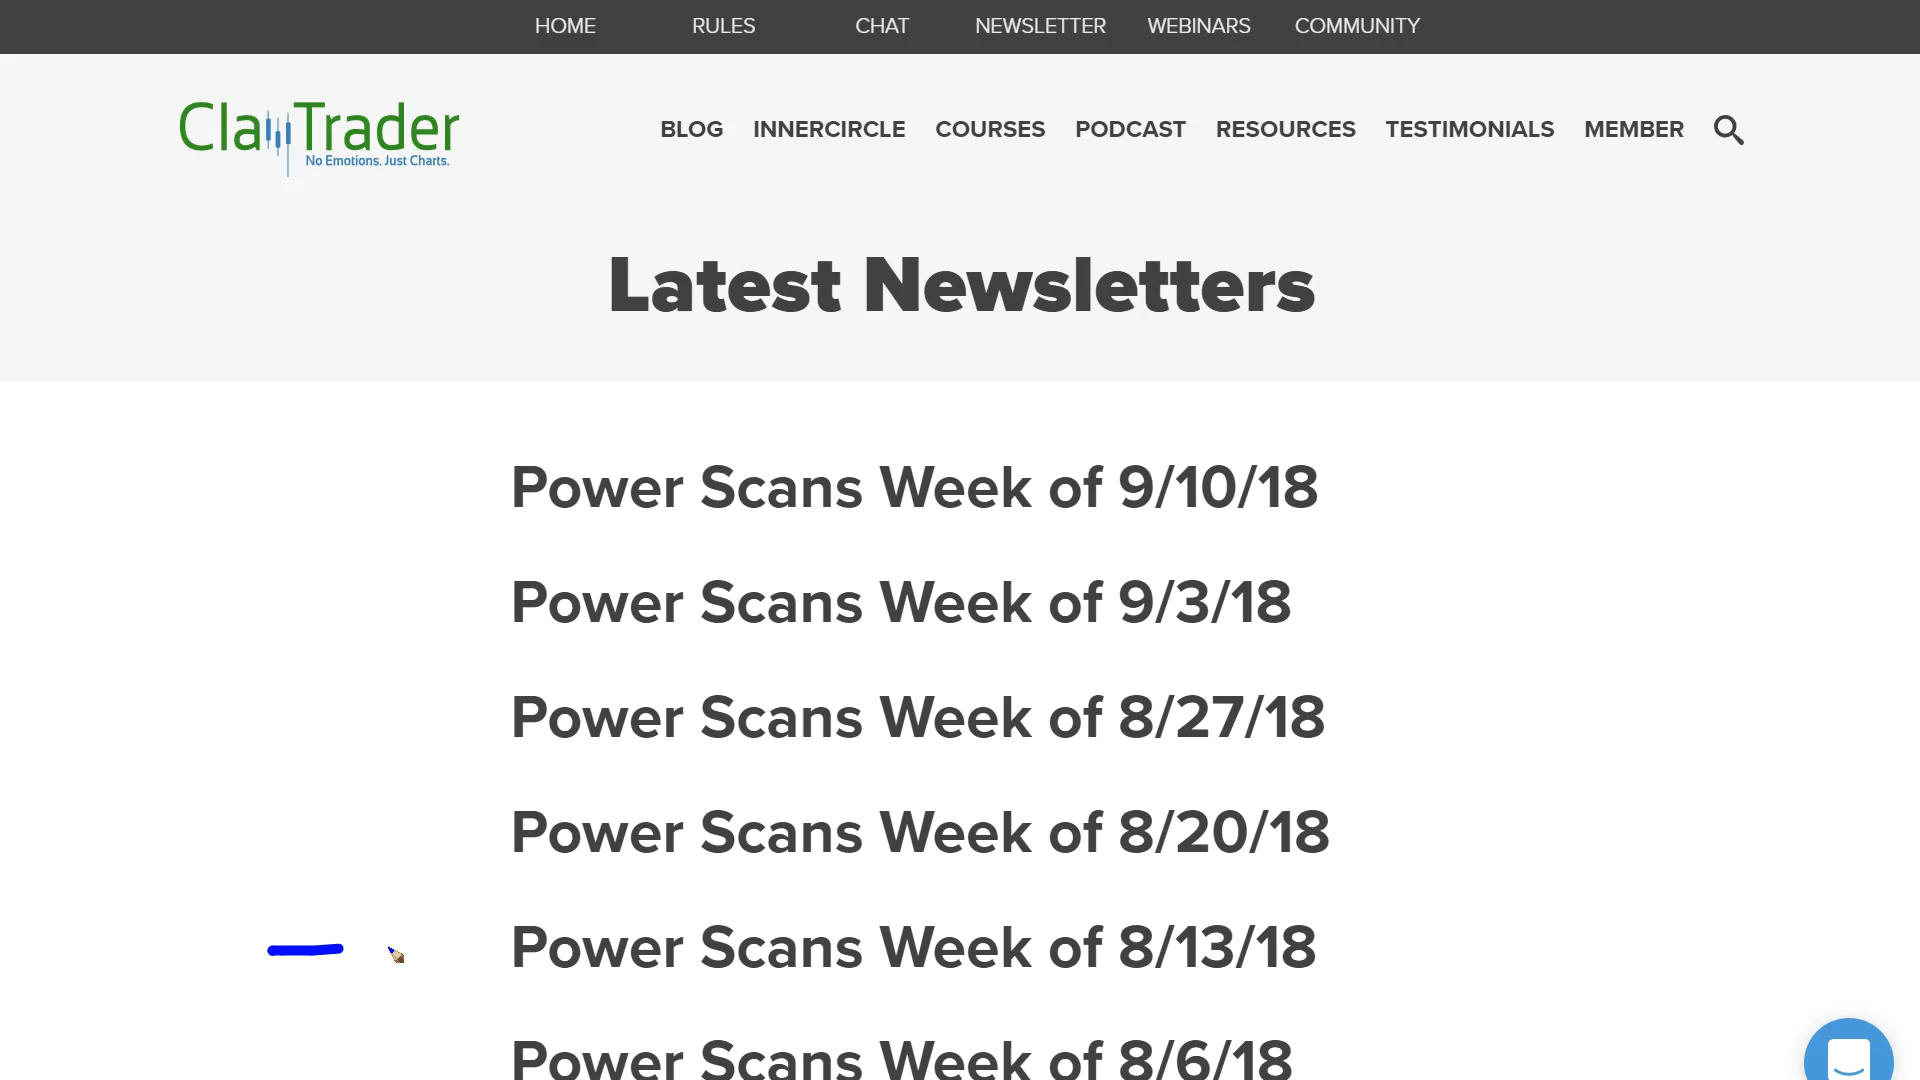 HOME RULES CHAT NEWSLETTER WEBINARS COMMUNITY
ClayTrader
No Emotions. Just Charts.
BLOG INNERCIRCLE COURSES PODCAST RESOURCES TESTIMONIALS MEMBER
Latest Newsletters
Power Scans Week of 9/10/18
Power Scans Week of 9/3/18
Power Scans Week of 8/27/18
Power Scans Week of 8/20/18
Power Scans Week of 8/13/18
Power Scans Week of 8/6/18